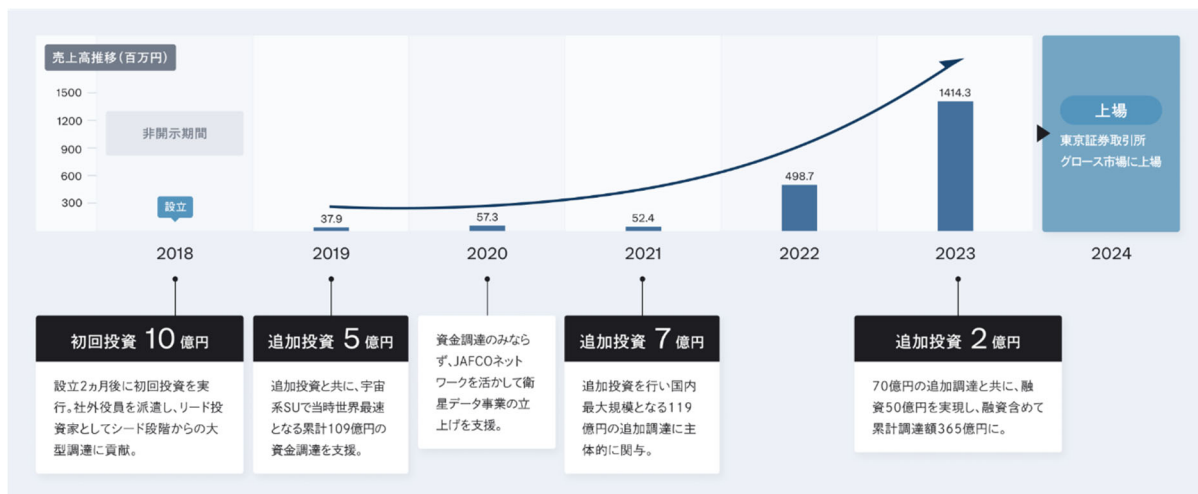 売上高推移(百万円)
1500
1200
900
600
300
非開示期間
設立
37.9
57.3
52.4
498.7
1414.3
上場
東京証券取引所
グロース市場に上場
2018
2019
2020
2021
2022
2023
2024
初回投資 10 億円
設立2ヵ月後に初回投資を実
行。社外役員を派遣し、リード投
資家としてシード段階からの大
型調達に貢献。
追加投資 5 億円
追加投資と共に、宇宙
系SUで当時世界最速
となる累計109億円の
資金調達を支援。
資金調達のみなら
ず、JAFCOネット
ワークを活かして衛
星データ事業の立
上げを支援。
追加投資 7 億円
追加投資を行い国内
最大規模となる119
億円の追加調達に主
体的に関与。
追加投資 2 億円
70億円の追加調達と共に、融
資50億円を実現し、融資含めて
累計調達額365億円に。